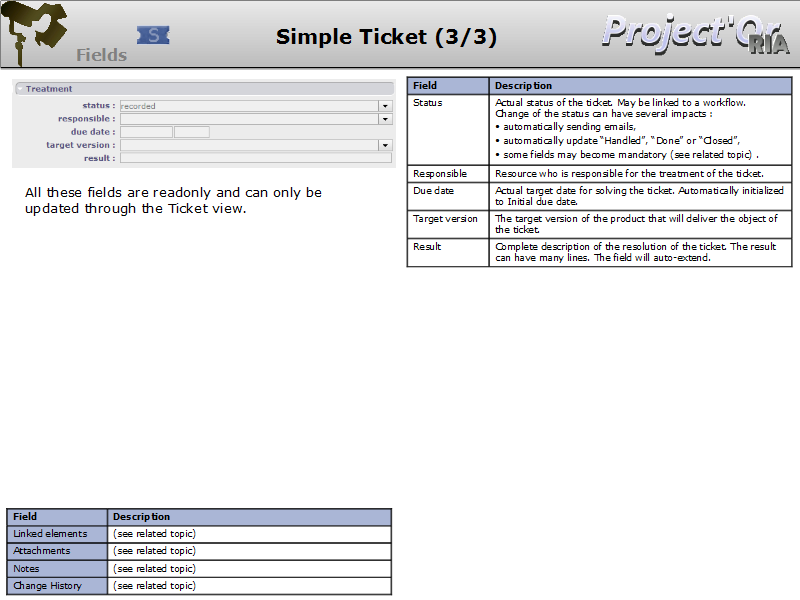 Fields
S
Simple Ticket (3/3)
Project'Or
RIA
Treatment
status : recorded
responsible :
due date :
target version :
result :
All these fields are readonly and can only be
updated through the Ticket view.
Field Description
Status Actual status of the ticket. May be linked to a workflow.
Change of the status can have several impacts :
• automatically sending emails,
• automatically update “Handled”, “Done” or “Closed”,
• some fields may become mandatory (see related topic) .
Responsible Resource who is responsible for the treatment of the ticket.
Due date Actual target date for solving the ticket. Automatically initialized
to Initial due date.
Target version The target version of the product that will deliver the object of
the ticket.
Result Complete description of the resolution of the ticket. The result
can have many lines. The field will auto-extend.
Field Description
Linked elements (see related topic)
Attachments (see related topic)
Notes (see related topic)
Change History (see related topic)